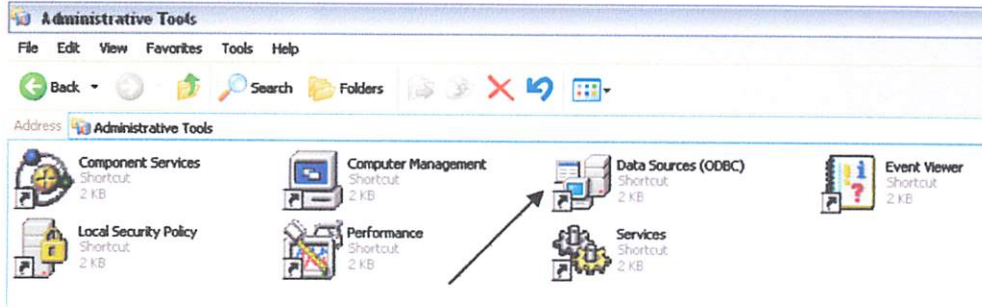 Administrative Tools
File Edit View Favorites Tools Help
Back Search Folders
Address Administrative Tools
Component Services
Shortcut
2 KB
Computer Management
Shortcut
2 KB
Data Sources (ODBC)
Shortcut
2 KB
Event Viewer
Shortcut
2 KB
Local Security Policy
Shortcut
2 KB
Performance
Shortcut
2 KB
Services
Shortcut
2 KB